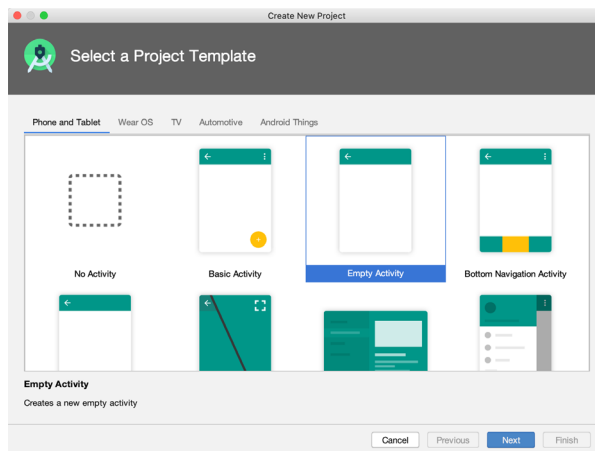 Create New Project
Select a Project Template
Phone and Tablet Wear OS TV Automotive Android Things
No Activity Basic Activity Empty Activity Bottom Navigation Activity
Empty Activity
Creates a new empty activity
Cancel Previous Next Finish